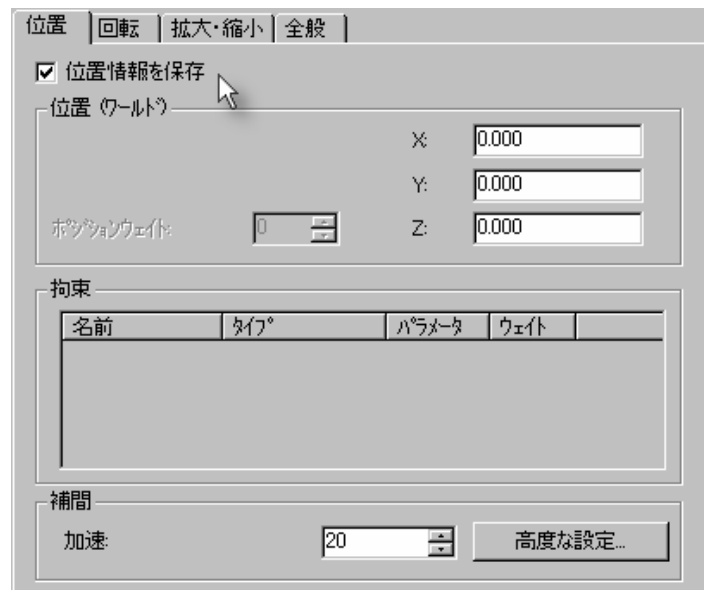 位置 回転 拡大・縮小 全般
位置情報を保存
位置 (ワールド)
X: 0.000
Y: 0.000
ポジションウェイト: 0 Z: 0.000
拘束
名前 タイプ パラメータ ウェイト
補間
加速: 20 高度な設定...